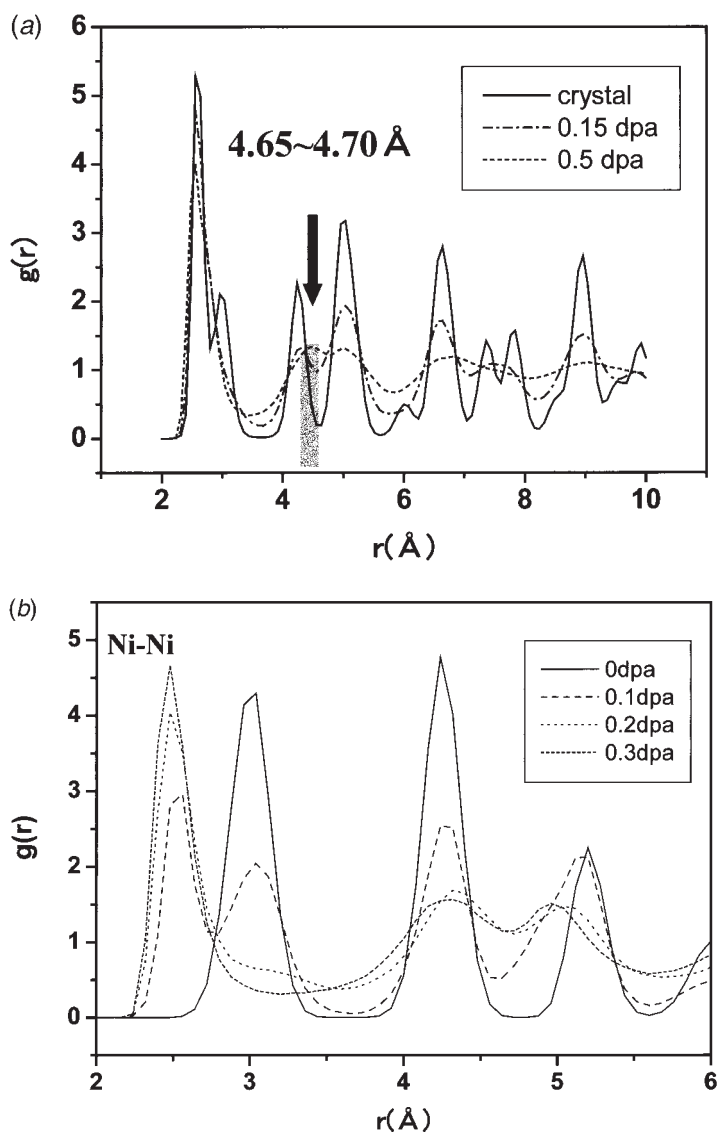 (a)
6
5
4
3
2
1
0
g(r)
4.65~4.70 Å
crystal
0.15 dpa
0.5 dpa
2 4 6 8 10
r(Å)
(b)
5
4
3
2
1
0
g(r)
Ni-Ni
0dpa
0.1dpa
0.2dpa
0.3dpa
2 3 4 5 6
r(Å)